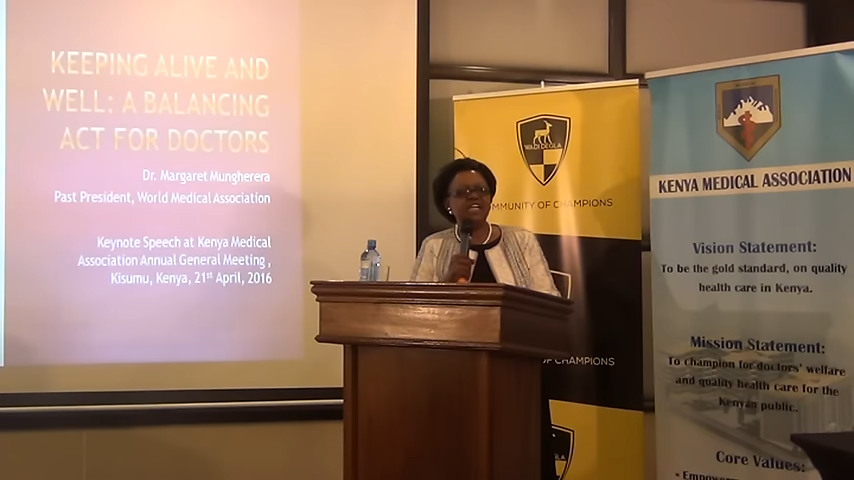 KEEPING ALIVE AND
WELL: A BALANCING
ACT FOR DOCTORS
Dr. Margaret Mungherera
Past President, World Medical Association
Keynote Speech at Kenya Medical
Association Annual General Meeting ,
Kisumu, Kenya, 21st April, 2016
WADI DEGLA
MMUNITY OF CHAMPIONS
OF CHAMPIONS
KENYA MEDICAL ASSOCIATION
Vision Statement:
To be the gold standard, on quality
health care in Kenya.
Mission Statement:
To champion for doctors' welfare
and quality health care for the
Kenyan public.
Core Values: